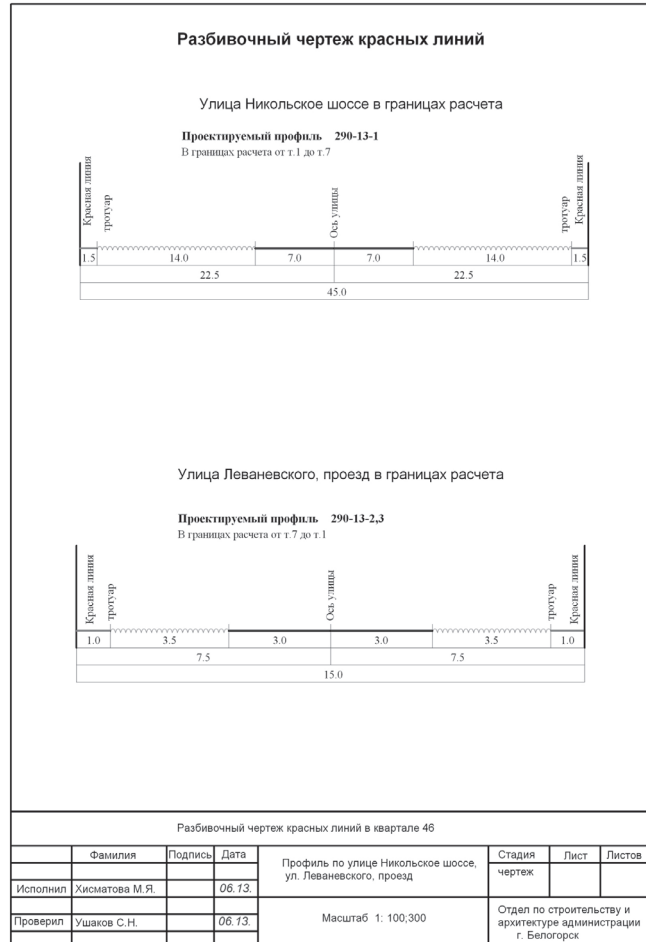 Разбивочный чертеж красных линий
Улица Никольское шоссе в границах расчета
Проектируемый профиль 290-13-1
В границах расчета от т.1 до т.7
Красная линия
тротуар
Ось улицы
тротуар
Красная линия
1.5 14.0 7.0 7.0 14.0 1.5
22.5 22.5
45.0
Улица Леваневского, проезд в границах расчета
Проектируемый профиль 290-13-2,3
В границах расчета от т.7 до т.1
Красная линия
тротуар
Ось улицы
тротуар
Красная линия
1.0 3.5 3.0 3.0 3.5 1.0
7.5 7.5
15.0
Разбивочный чертеж красных линий в квартале 46
Фамилия Подпись Дата
Исполнил Хисматова М.Я. 06.13.
Проверил Ушаков С.Н. 06.13.
Профиль по улице Никольское шоссе,
ул. Леваневского, проезд
Масштаб 1: 100;300
Стадия Лист Листов
чертеж
Отдел по строительству и
архитектуре администрации
г. Белогорск